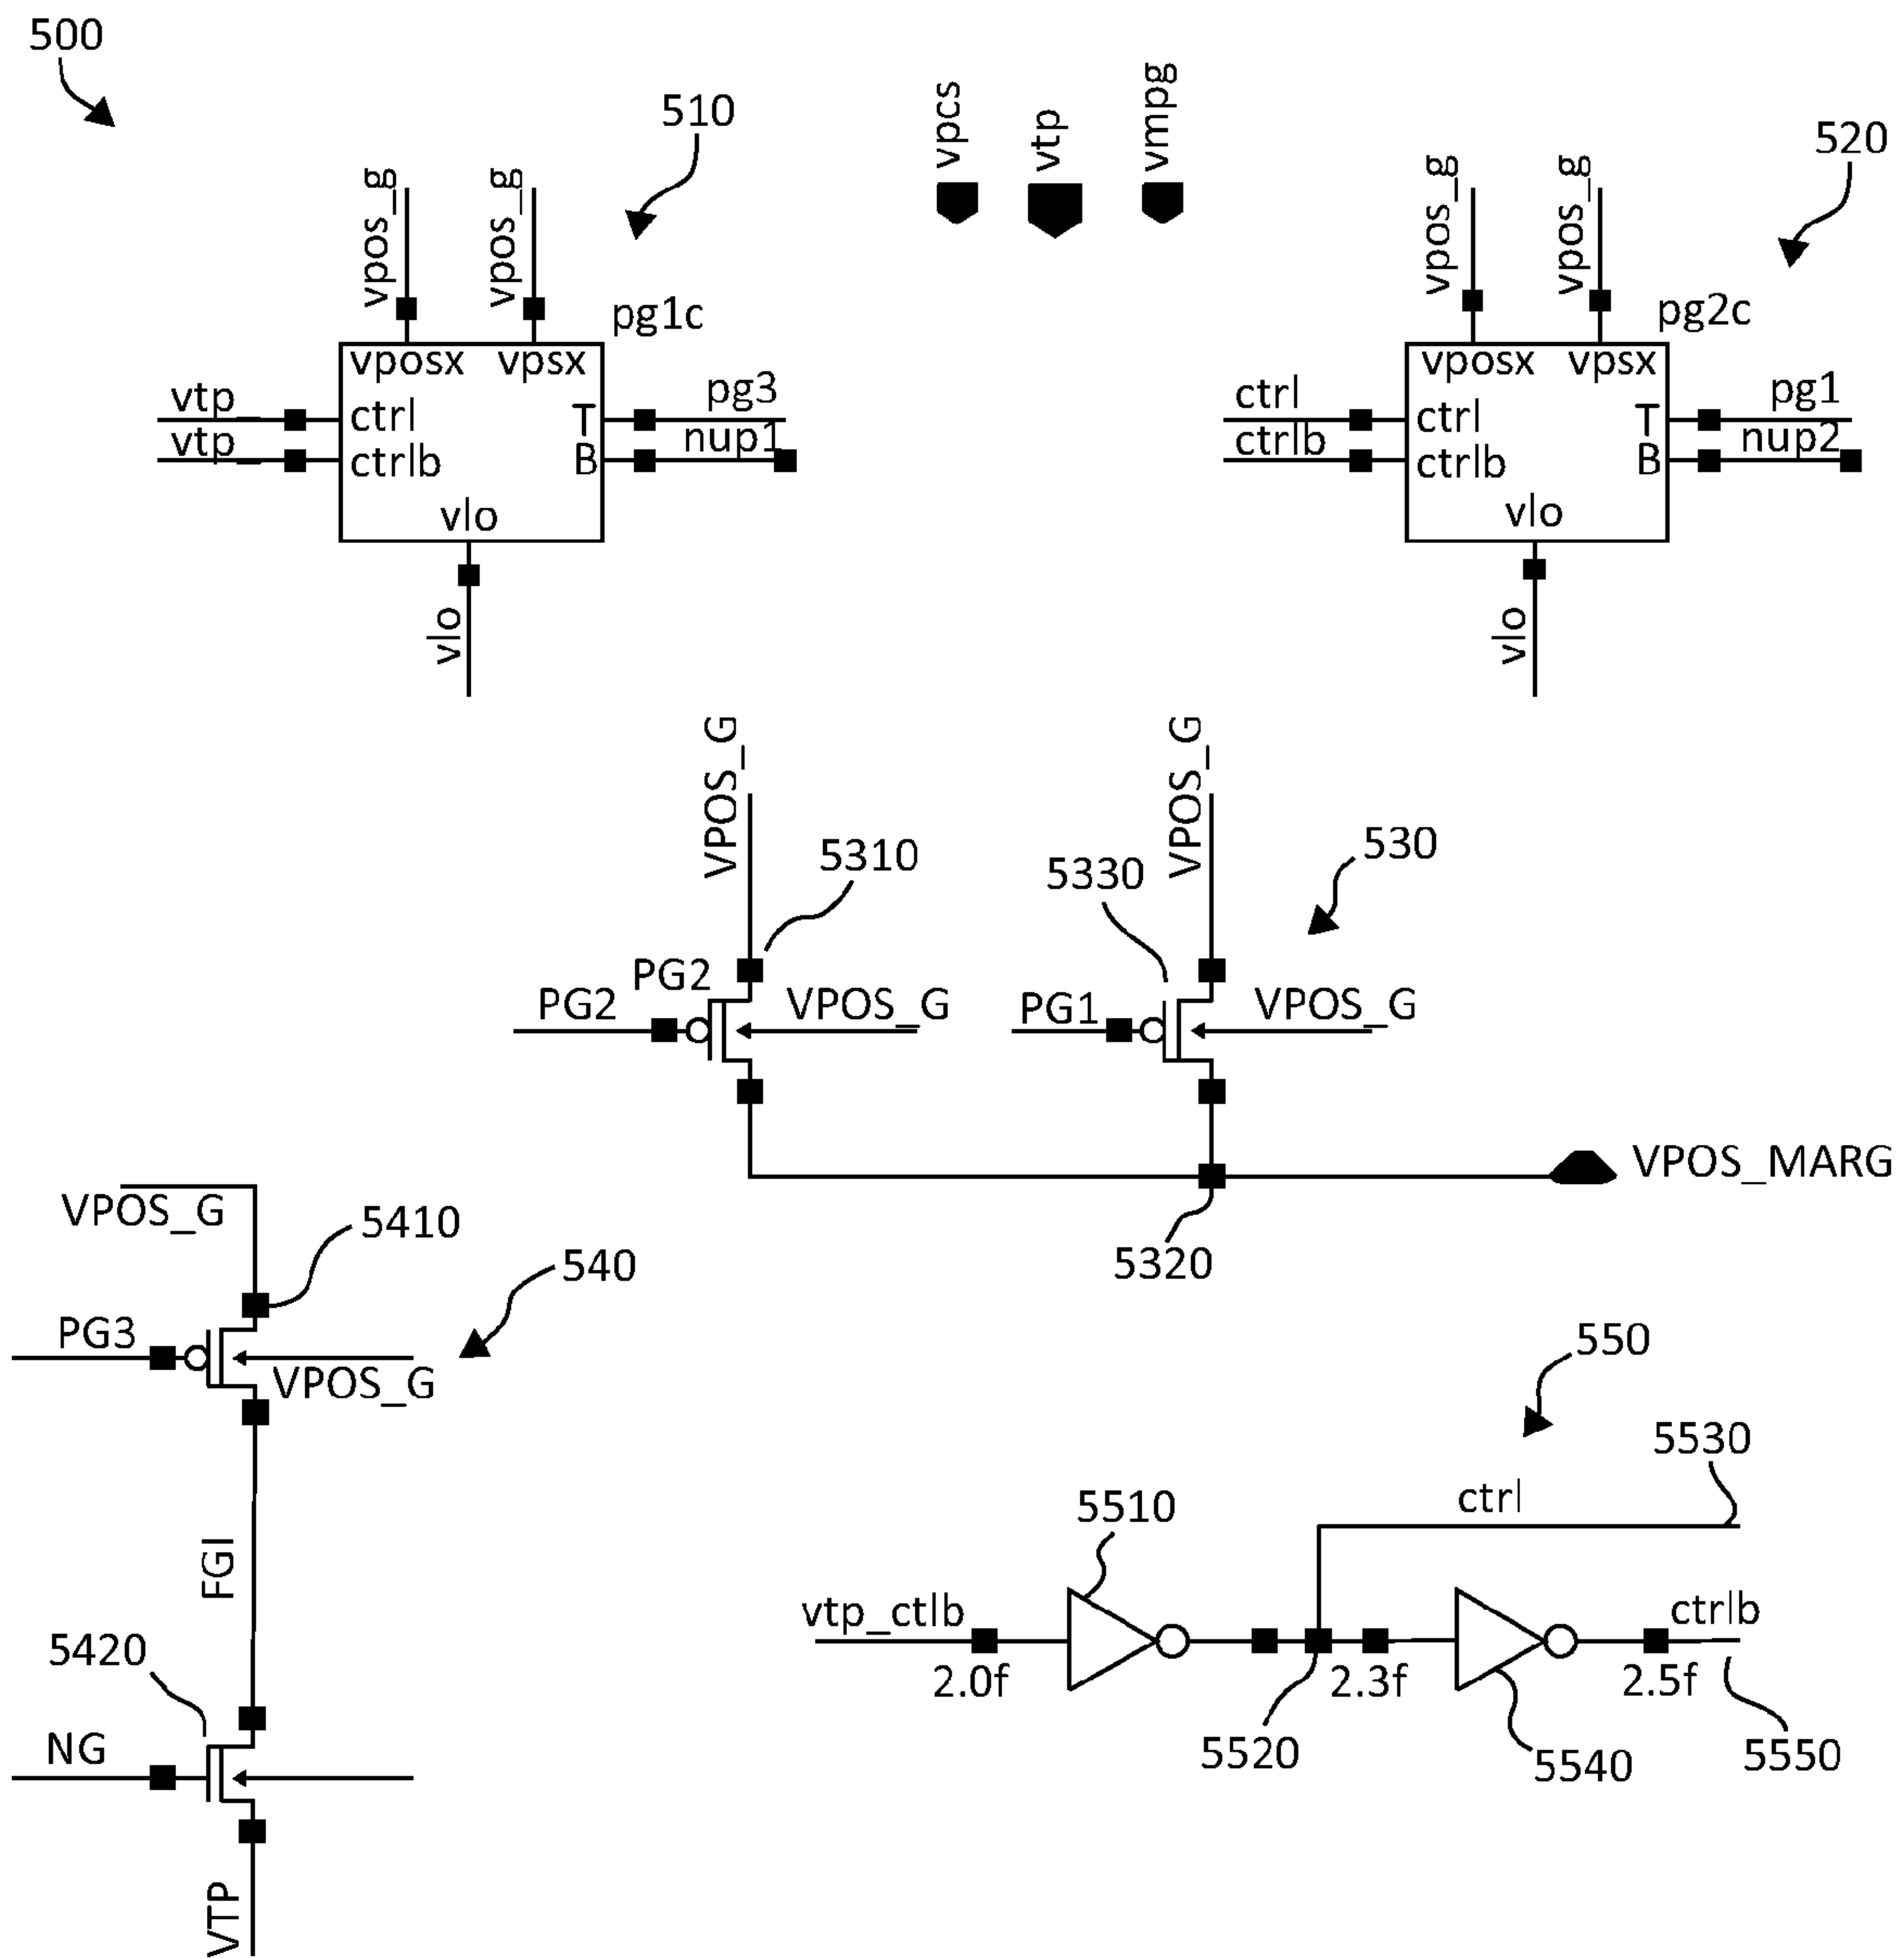 500
510
vpcs
vtp
vmpg
520
vpos_g
vpos_g
pg1c
vposx
vpsx
vtp_
ctrl
T
pg3
vtp_
ctrlb
B
nup1
vlo
vlo
vpos_g
vpos_g
pg2c
vposx
vpsx
ctrl
ctrl
T
pg1
ctrlb
ctrlb
B
nup2
vlo
vlo
VPOS_G
VPOS_G
5310
5330
530
PG2
PG2
VPOS_G
PG1
VPOS_G
VPOS_MARG
5320
VPOS_G
5410
540
PG3
VPOS_G
FGI
5420
NG
VTP
550
5530
ctrl
5510
vtp_ctlb
ctrlb
2.0f
2.3f
2.5f
5520
5540
5550